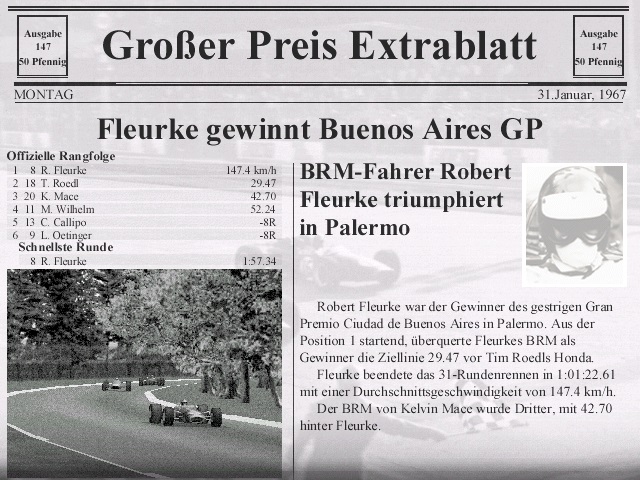 Ausgabe
147
50 Pfennig
Großer Preis Extrablatt
Ausgabe
147
50 Pfennig
MONTAG
31.Januar, 1967
Fleurke gewinnt Buenos Aires GP
Offizielle Rangfolge
1 8 R. Fleurke 147.4 km/h
2 18 T. Roedl 29.47
3 20 K. Mace 42.70
4 11 M. Wilhelm 52.24
5 13 C. Callipo -8R
6 9 L. Oetinger -8R
Schnellste Runde
8 R. Fleurke 1:57.34
BRM-Fahrer Robert
Fleurke triumphiert
in Palermo
Robert Fleurke war der Gewinner des gestrigen Gran
Premio Ciudad de Buenos Aires in Palermo. Aus der
Position 1 startend, überquerte Fleurkes BRM als
Gewinner die Ziellinie 29.47 vor Tim Roedls Honda.
Fleurke beendete das 31-Rundenrennen in 1:01:22.61
mit einer Durchschnittsgeschwindigkeit von 147.4 km/h.
Der BRM von Kelvin Mace wurde Dritter, mit 42.70
hinter Fleurke.